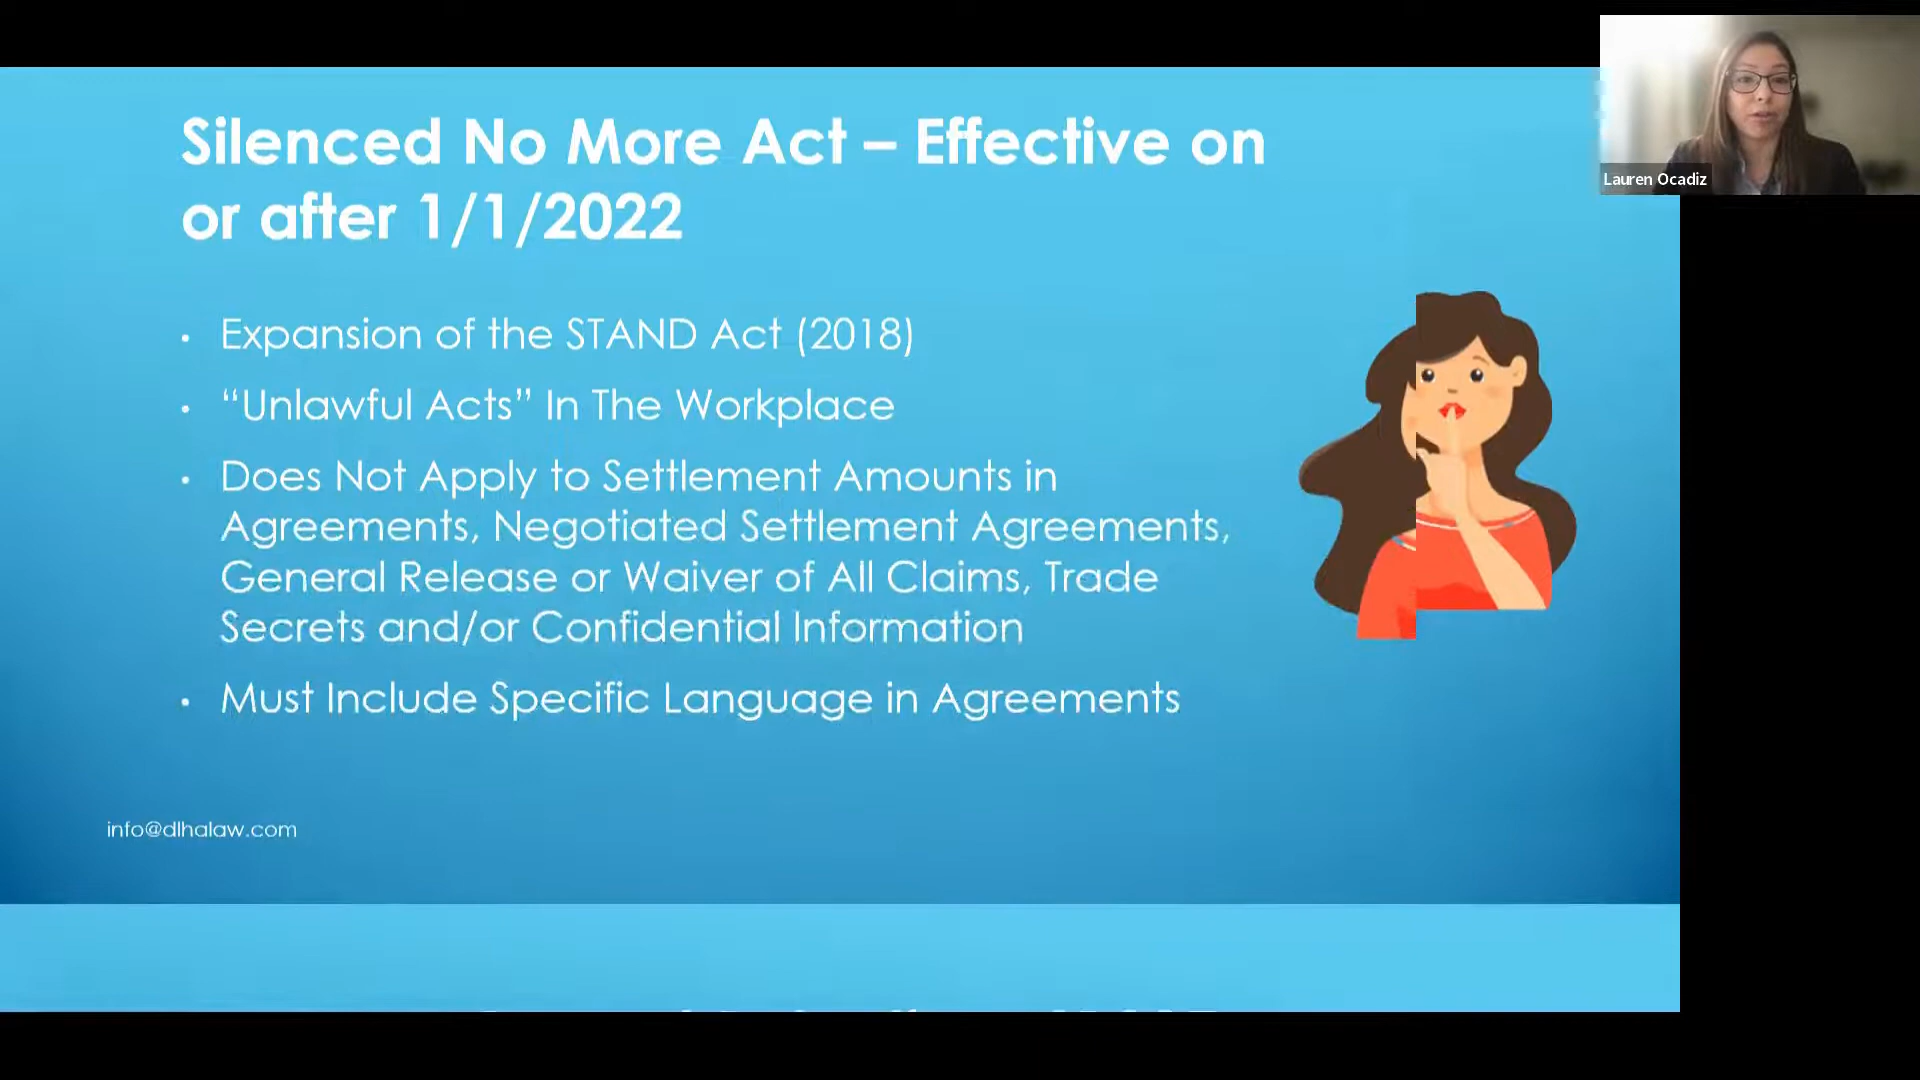 Silenced No More Act – Effective on
or after 1/1/2022
• Expansion of the STAND Act (2018)
• “Unlawful Acts” In The Workplace
• Does Not Apply to Settlement Amounts in
Agreements, Negotiated Settlement Agreements,
General Release or Waiver of All Claims, Trade
Secrets and/or Confidential Information
• Must Include Specific Language in Agreements
info@dlhalaw.com
Lauren Ocadiz